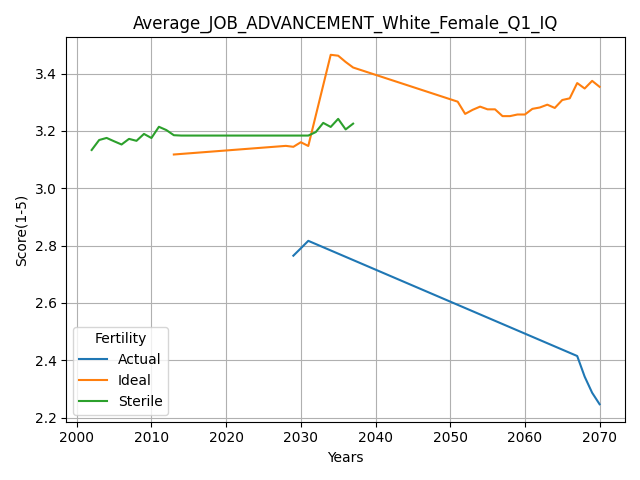 Average_JOB_ADVANCEMENT_White_Female_Q1_IQ
Score(1-5)
3.4
3.2
3.0
2.8
2.6
2.4
2.2
Fertility
Actual
Ideal
Sterile
2000 2010 2020 2030 2040 2050 2060 2070
Years